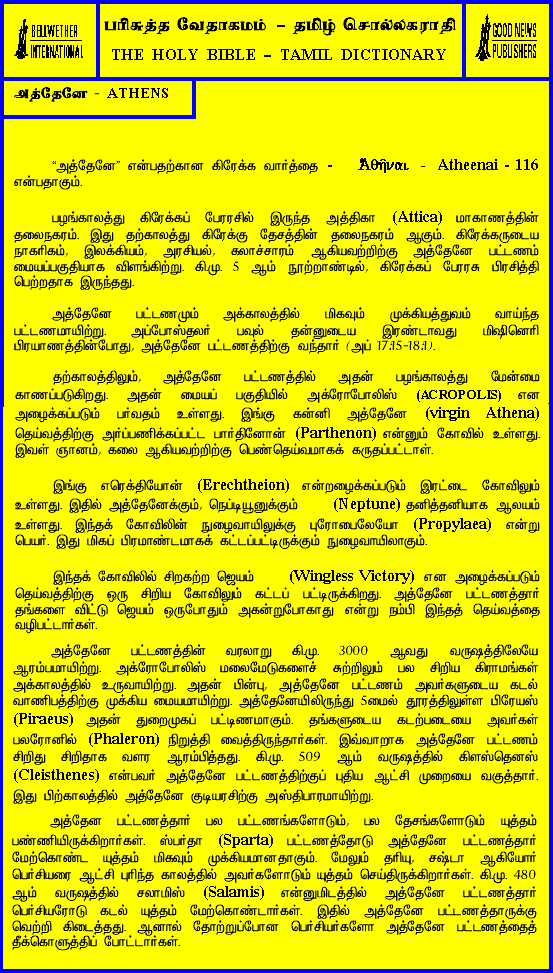 BELLWETHER
INTERNATIONAL
பரிசுத்த வேதாகமம் – தமிழ் சொல்லகராதி
THE HOLY BIBLE – TAMIL DICTIONARY
GOOD NEWS
PUBLISHERS
அத்தேனே - ATHENS
“அத்தேனே” என்பதற்கான கிரேக்க வார்த்தை - Ἀθῆναι - Atheenai - 116
என்பதாகும்.
பழங்காலத்து கிரேக்கப் பேரரசில் இருந்த அத்திகா (Attica) மாகாணத்தின்
தலைநகரம். இது தற்காலத்து கிரேக்கு தேசத்தின் தலைநகரம் ஆகும். கிரேக்கருடைய
நாகரிகம், இலக்கியம், அரசியல், கலாச்சாரம் ஆகியவற்றிற்கு அத்தேனே பட்டணம்
மையப்பகுதியாக விளங்கிற்று. கி.மு. 5 ஆம் நூற்றாண்டில், கிரேக்கப் பேரரசு பிரசித்தி
பெற்றதாக இருந்தது.
அத்தேனே பட்டணமும் அக்காலத்தில் மிகவும் முக்கியத்துவம் வாய்ந்த
பட்டணமாயிற்று. அப்போஸ்தலர் பவுல் தன்னுடைய இரண்டாவது மிஷினெரி
பிரயாணத்தின்போது, அத்தேனே பட்டணத்திற்கு வந்தார் (அப் 17:15-18:1).
தற்காலத்திலும், அத்தேனே பட்டணத்தில் அதன் பழங்காலத்து மேன்மை
காணப்படுகிறது. அதன் மையப் பகுதியில் அக்ரோபோலிஸ் (ACROPOLIS) என
அழைக்கப்படும் பர்வதம் உள்ளது. இங்கு கன்னி அத்தேனே (virgin Athena)
தெய்வத்திற்கு அர்ப்பணிக்கப்பட்ட பார்தினோன் (Parthenon) என்னும் கோவில் உள்ளது.
இவள் ஞானம், கலை ஆகியவற்றிற்கு பெண்தெய்வமாகக் கருதப்பட்டாள்.
இங்கு எரெக்தியோன் (Erechtheion) என்றழைக்கப்படும் இரட்டை கோவிலும்
உள்ளது. இதில் அத்தேனேக்கும், நெப்டியூனுக்கும் (Neptune) தனித்தனியாக ஆலயம்
உள்ளது. இந்தக் கோவிலின் நுழைவாயிலுக்கு புரோபைலேயோ (Propylaea) என்று
பெயர். இது மிகப் பிரமாண்டமாகக் கட்டப்பட்டிருக்கும் நுழைவாயிலாகும்.
இந்தக் கோவிலில் சிறகற்ற ஜெயம் (Wingless Victory) என அழைக்கப்படும்
தெய்வத்திற்கு ஒரு சிறிய கோவிலும் கட்டப் பட்டிருக்கிறது. அத்தேனே பட்டணத்தார்
தங்களை விட்டு ஜெயம் ஒருபோதும் அகன்றுபோகாது என்று நம்பி இந்தத் தெய்வத்தை
வழிபட்டார்கள்.
அத்தேனே பட்டணத்தின் வரலாறு கி.மு. 3000 ஆவது வருஷத்திலேயே
ஆரம்பமாயிற்று. அக்ரோபோலிஸ் மலைமேடுகளைச் சுற்றிலும் பல சிறிய கிராமங்கள்
அக்காலத்தில் உருவாயிற்று. அதன் பின்பு, அத்தேனே பட்டணம் அவர்களுடைய கடல்
வாணிபத்திற்கு முக்கிய மையமாயிற்று. அத்தேனேயிலிருந்து 5மைல் தூரத்திலுள்ள பிரேயஸ்
(Piraeus) அதன் துறைமுகப் பட்டிணமாகும். தங்களுடைய கடற்படையை அவர்கள்
பலரோனில் (Phaleron) நிறுத்தி வைத்திருந்தார்கள். இவ்வாறாக அத்தேனே பட்டணம்
சிறிது சிறிதாக வளர ஆரம்பித்தது. கி.மு. 509 ஆம் வருஷத்தில் கிளஸ்தெனஸ்
(Cleisthenes) என்பவர் அத்தேனே பட்டணத்திற்குப் புதிய ஆட்சி முறையை வகுத்தார்.
இது பிற்காலத்தில் அத்தேனே குடியரசிற்கு அஸ்திபாரமாயிற்று.
அத்தேன பட்டணத்தார் பல பட்டணங்களோடும், பல தேசங்களோடும் யுத்தம்
பண்ணியிருக்கிறார்கள். ஸ்பர்தா (Sparta) பட்டணத்தோடு அத்தேனே பட்டணத்தார்
மேற்கொண்ட யுத்தம் மிகவும் முக்கியமானதாகும். மேலும் தரியு, சஷ்டா ஆகியோர்
பெர்சியரை ஆட்சி புரிந்த காலத்தில் அவர்களோடும் யுத்தம் செய்திருக்கிறார்கள். கி.மு. 480
ஆம் வருஷத்தில் சலாமிஸ் (Salamis) என்னுமிடத்தில் அத்தேனே பட்டணத்தார்
பெர்சியரோடு கடல் யுத்தம் மேற்கொண்டார்கள். இதில் அத்தேனே பட்டணத்தாருக்கு
வெற்றி கிடைத்தது. ஆனால் தோற்றுப்போன பெர்சியர்களோ அத்தேனே பட்டணத்தைத்
தீக்கொளுத்திப் போட்டார்கள்.